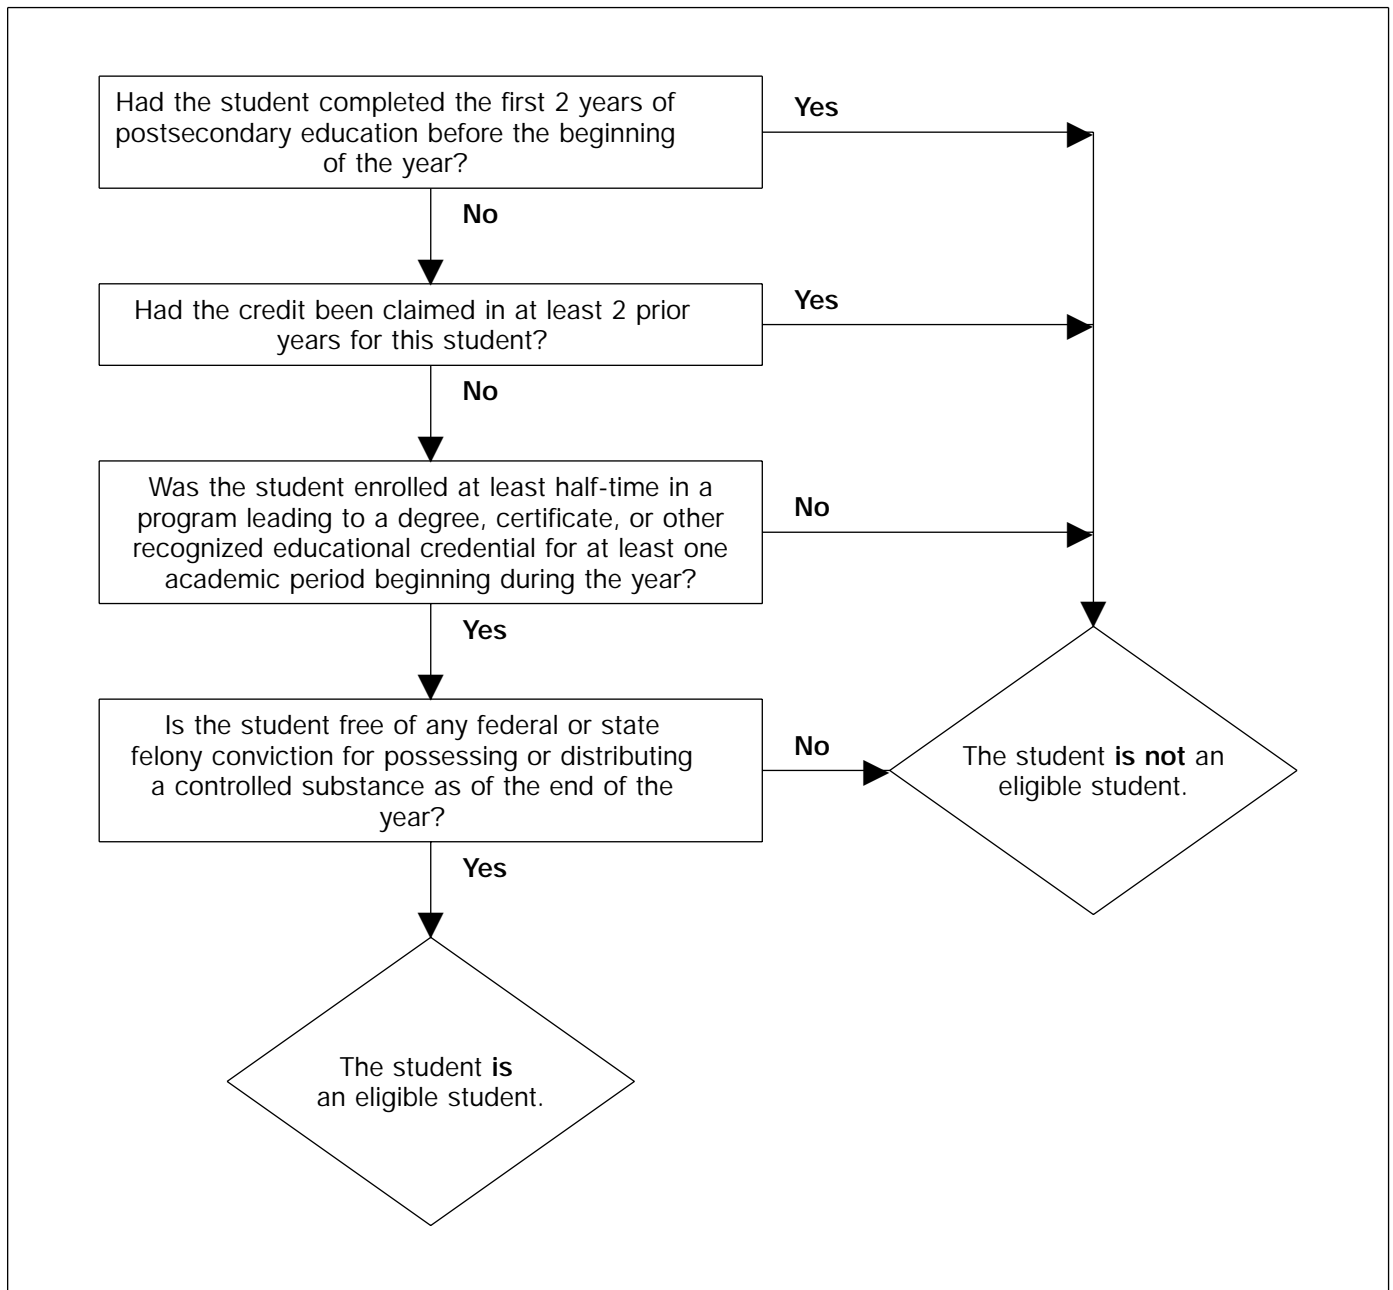 Had the student completed the first 2 years of
postsecondary education before the beginning
of the year?
Yes
No
Had the credit been claimed in at least 2 prior
years for this student?
Yes
No
Was the student enrolled at least half-time in a
program leading to a degree, certificate, or other
recognized educational credential for at least one
academic period beginning during the year?
No
Yes
Is the student free of any federal or state
felony conviction for possessing or distributing
a controlled substance as of the end of the
year?
No
The student is not an
eligible student.
Yes
The student is
an eligible student.